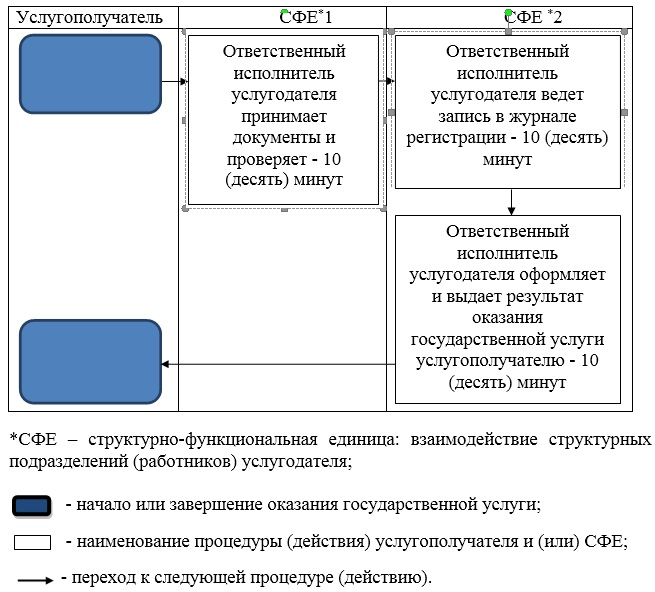 Услугополучатель
СФЕ*1
СФЕ *2
Ответственный
исполнитель
услугодателя
принимает
документы и
проверяет - 10
(десять) минут
Ответственный
исполнитель
услугодателя ведет
запись в журнале
регистрации - 10 (десять)
минут
Ответственный
исполнитель
услугодателя оформляет
и выдает результат
оказания
государственной услуги
услугополучателю - 10
(десять) минут
*СФЕ – структурно-функциональная единица: взаимодействие структурных
подразделений (работников) услугодателя;
- начало или завершение оказания государственной услуги;
- наименование процедуры (действия) услугополучателя и (или) СФЕ;
- переход к следующей процедуре (действию).